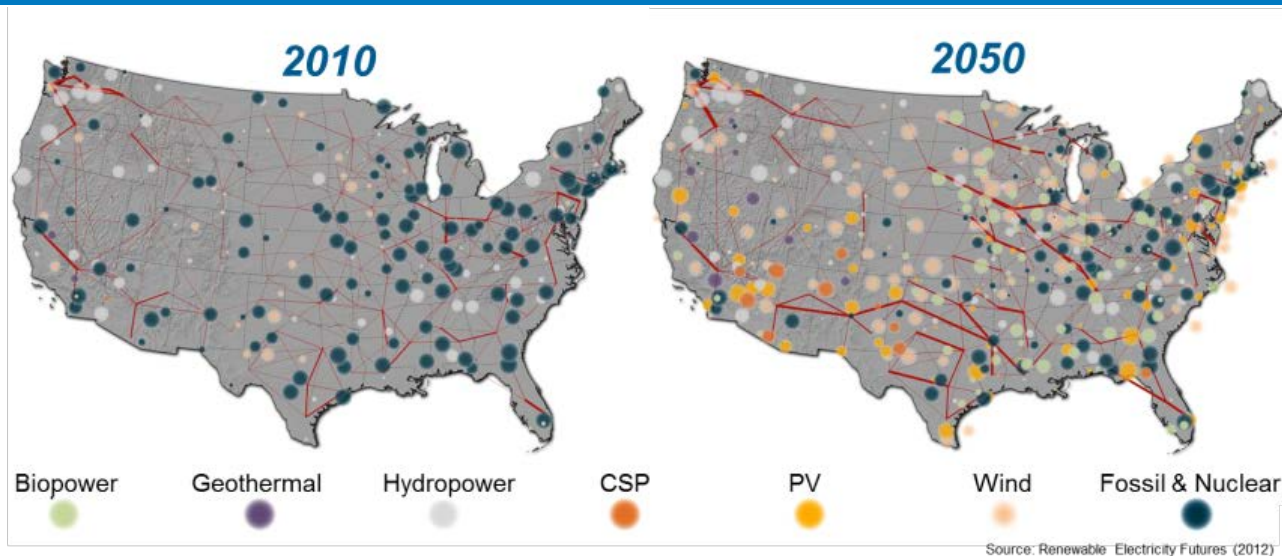 2010 2050
Biopower Geothermal Hydropower CSP PV Wind Fossil & Nuclear
Source: Renewable Electricity Futures (2012)